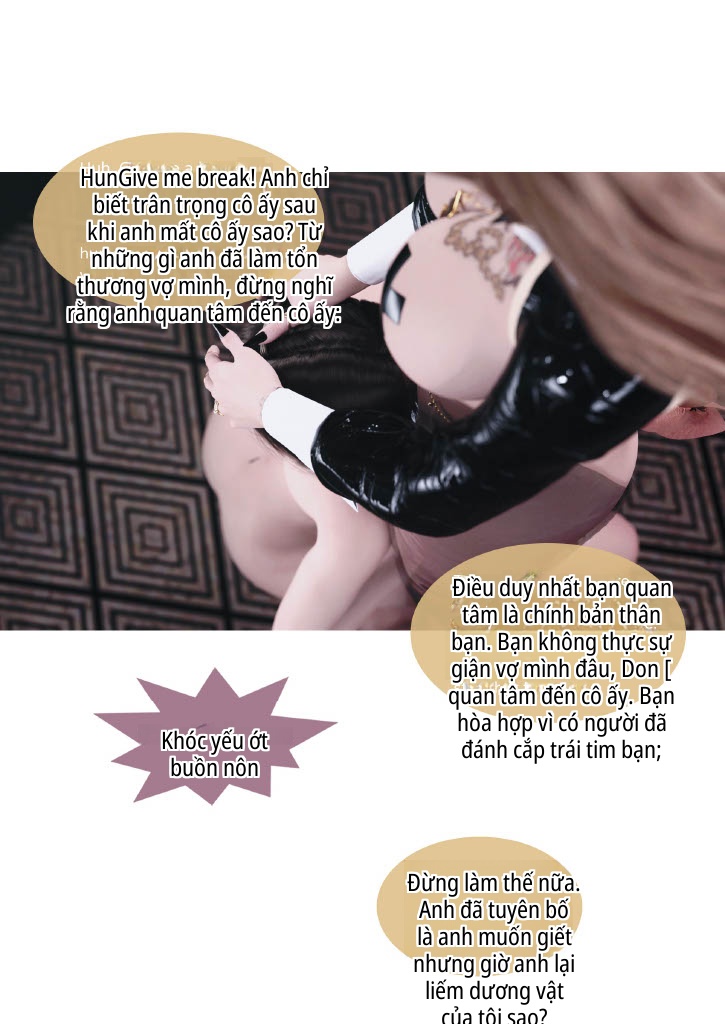 HunGive me break! Anh chỉ
biết trân trọng cô ấy sau
khi anh mất cô ấy sao? Từ
những gì anh đã làm tổn
thương vợ mình, đừng nghĩ
rằng anh quan tâm đến cô ấy:
Điều duy nhất bạn quan
tâm là chính bản thân
bạn. Bạn không thực sự
giận vợ mình đâu, Don [
quan tâm đến cô ấy. Bạn
hòa hợp vì có người đã
đánh cắp trái tim bạn;
Khóc yếu ớt
buồn nôn
Đừng làm thế nữa.
Anh đã tuyên bố
là anh muốn giết
nhưng giờ anh lại
liếm dương vật
của tôi sao?